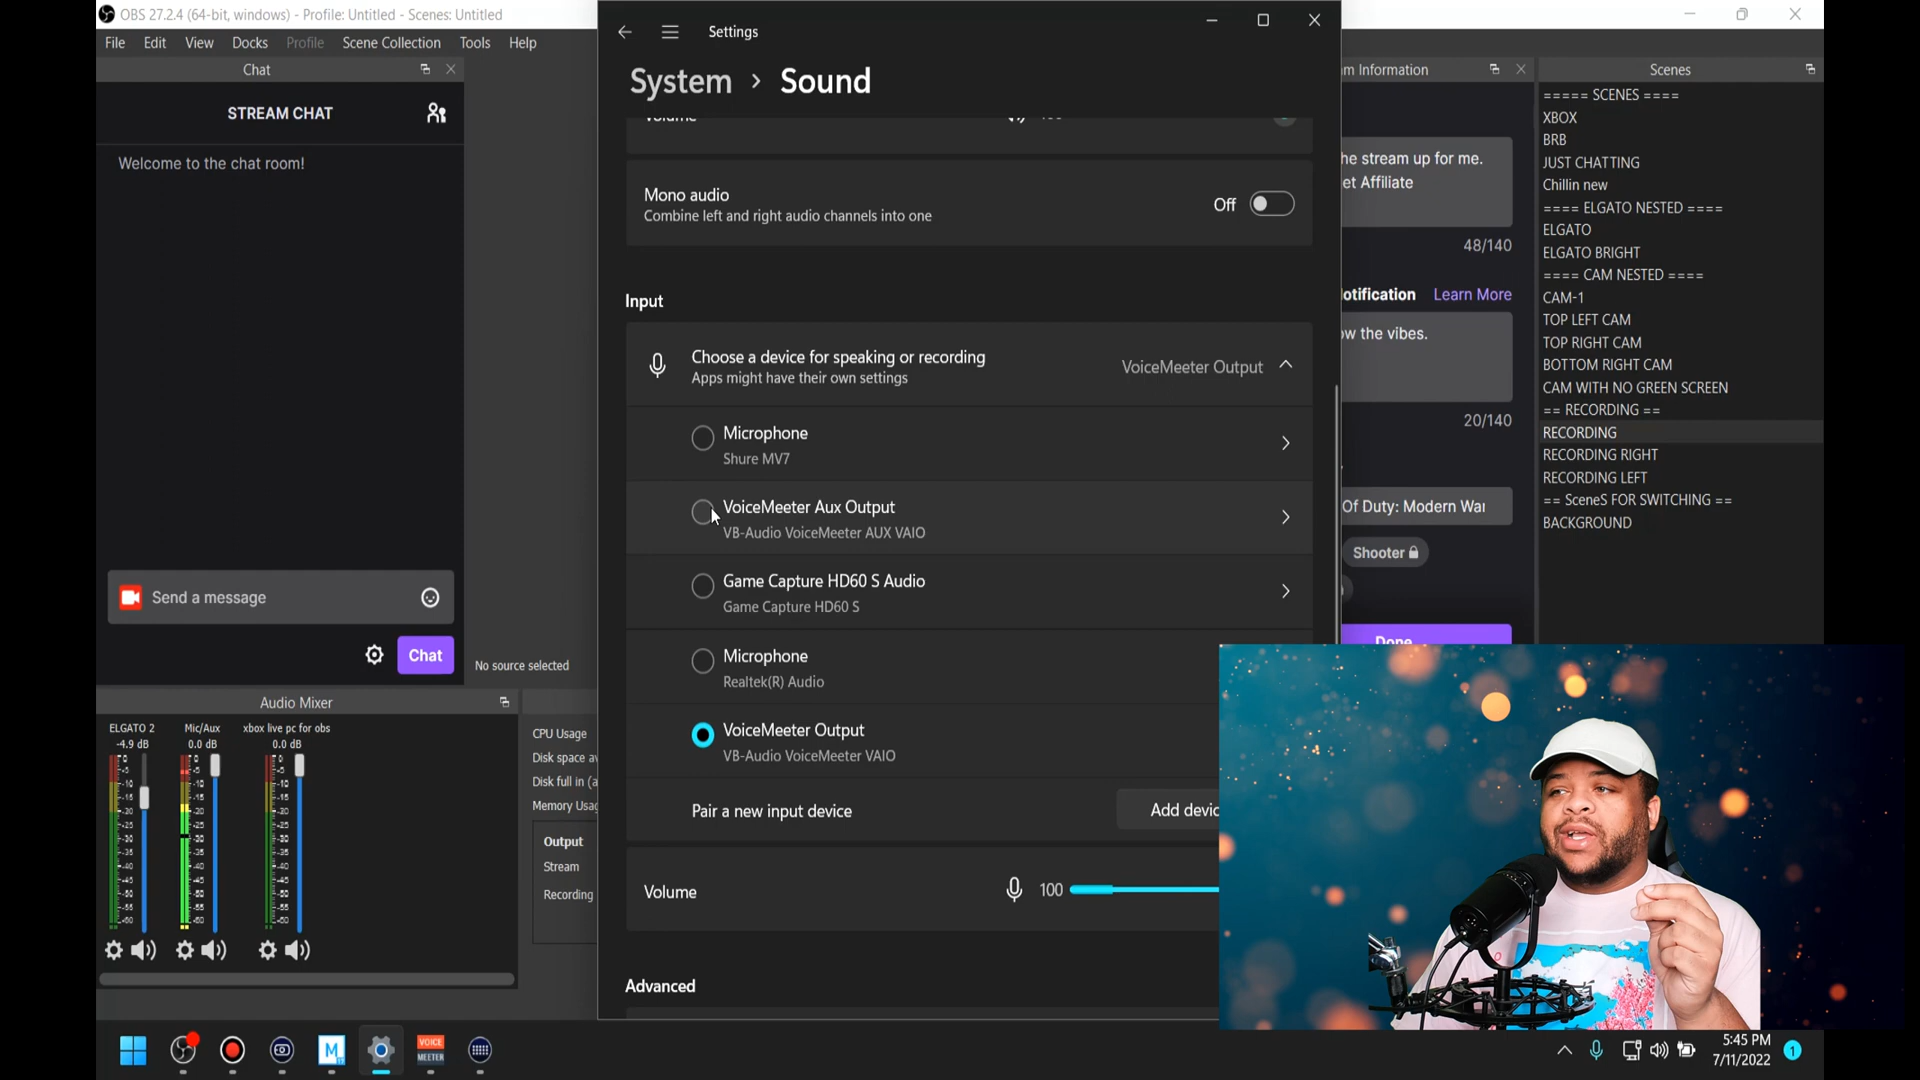 OBS 27.2.4 (64-bit, windows) - Profile: Untitled - Scenes: Untitled
File Edit View Docks Profile Scene Collection Tools Help
Chat
STREAM CHAT
Welcome to the chat room!
Send a message
Chat
No source selected
Audio Mixer
ELGATO 2 Mic/Aux xbox live pc for obs
-4.9 dB 0.0 dB 0.0 dB
CPU Usage
Disk space av
Disk full in (a
Memory Usag
Output
Stream
Recording
Settings
System > Sound
Volume
Mono audio
Combine left and right audio channels into one
Off
Input
Choose a device for speaking or recording
Apps might have their own settings
VoiceMeeter Output
Microphone
Shure MV7
VoiceMeeter Aux Output
VB-Audio VoiceMeeter AUX VAIO
Game Capture HD60 S Audio
Game Capture HD60 S
Microphone
Realtek(R) Audio
VoiceMeeter Output
VB-Audio VoiceMeeter VAIO
Pair a new input device
Add devic
Volume
100
Advanced
m Information
he stream up for me.
et Affiliate
48/140
otification Learn More
ow the vibes.
20/140
Of Duty: Modern War
Shooter
Done
Scenes
===== SCENES ====
XBOX
BRB
JUST CHATTING
Chillin new
==== ELGATO NESTED ====
ELGATO
ELGATO BRIGHT
==== CAM NESTED ====
CAM-1
TOP LEFT CAM
TOP RIGHT CAM
BOTTOM RIGHT CAM
CAM WITH NO GREEN SCREEN
== RECORDING ==
RECORDING
RECORDING RIGHT
RECORDING LEFT
== SceneS FOR SWITCHING ==
BACKGROUND
VOICE
MEETER
5:45 PM
7/11/2022
1